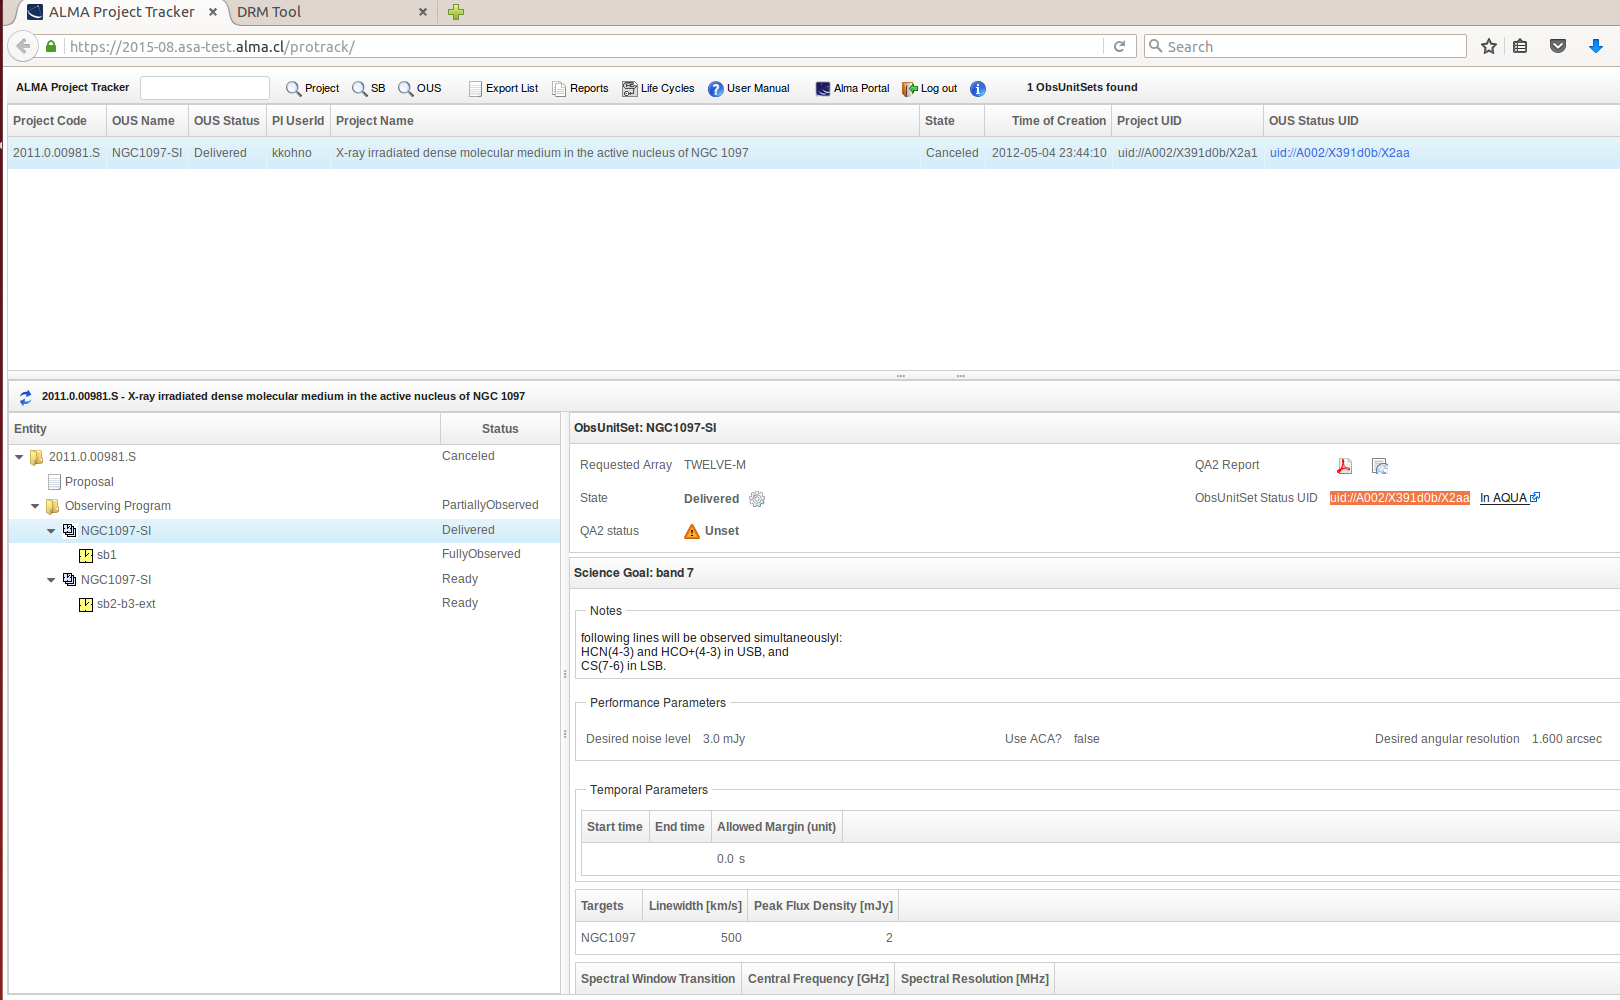 ALMA Project Tracker × DRM Tool ×
https://2015-08.asa-test.alma.cl/protrack/ Search
ALMA Project Tracker Project SB OUS Export List Reports Life Cycles User Manual Alma Portal Log out 1 ObsUnitSets found
Project Code OUS Name OUS Status PI UserId Project Name State Time of Creation Project UID OUS Status UID
2011.0.00981.S NGC1097-SI Delivered kkohno X-ray irradiated dense molecular medium in the active nucleus of NGC 1097 Canceled 2012-05-04 23:44:10 uid://A002/X391d0b/X2a1 uid://A002/X391d0b/X2aa
2011.0.00981.S - X-ray irradiated dense molecular medium in the active nucleus of NGC 1097
Entity Status
2011.0.00981.S Canceled
Proposal
Observing Program PartiallyObserved
NGC1097-SI Delivered
sb1 FullyObserved
NGC1097-SI Ready
sb2-b3-ext Ready
ObsUnitSet: NGC1097-SI
Requested Array TWELVE-M QA2 Report
State Delivered ObsUnitSet Status UID uid://A002/X391d0b/X2aa In AQUA
QA2 status Unset
Science Goal: band 7
Notes
following lines will be observed simultaneouslyl:
HCN(4-3) and HCO+(4-3) in USB, and
CS(7-6) in LSB.
Performance Parameters
Desired noise level 3.0 mJy Use ACA? false Desired angular resolution 1.600 arcsec
Temporal Parameters
Start time End time Allowed Margin (unit)
0.0 s
Targets Linewidth [km/s] Peak Flux Density [mJy]
NGC1097 500 2
Spectral Window Transition Central Frequency [GHz] Spectral Resolution [MHz]